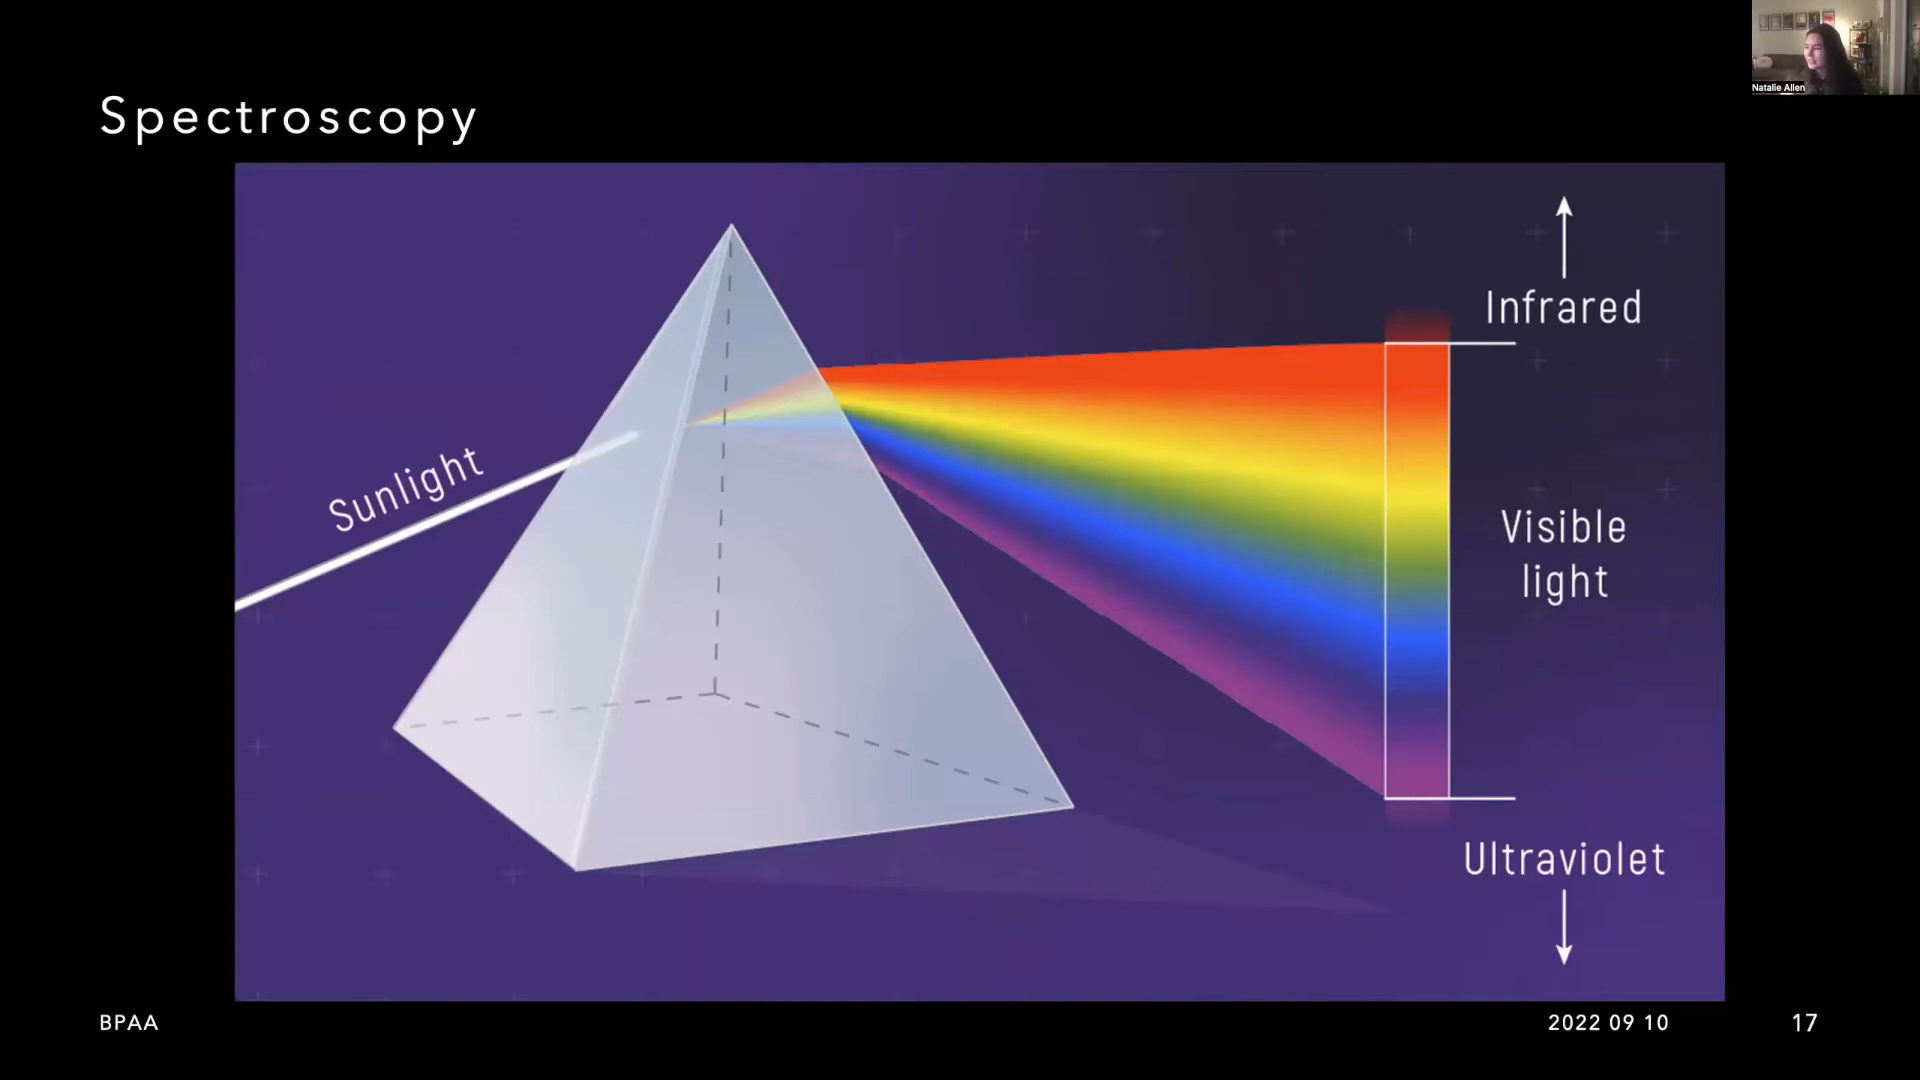 Natalie Allen
Spectroscopy
Infrared
Sunlight
Visible
light
Ultraviolet
BPAA
2022 09 10
17